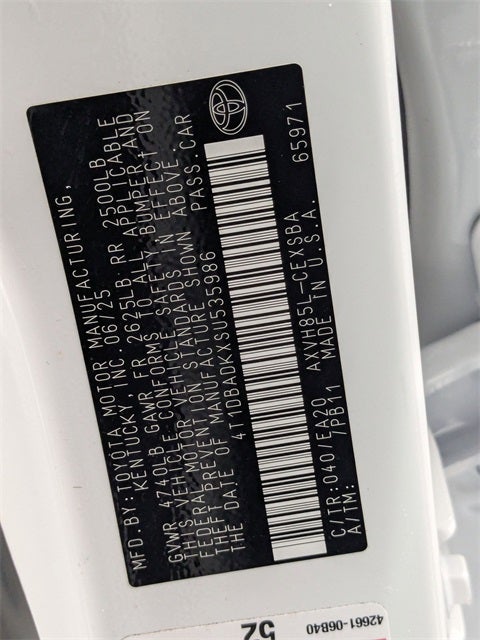 MFD BY: TOYOTA MOTOR MANUFACTURING,
KENTUCKY, INC. 06/25
GVWR 4740LB GAWR FR 2625LB RR 2500LB
THIS VEHICLE CONFORMS TO ALL APPLICABLE
FEDERAL MOTOR VEHICLE SAFETY, BUMPER, AND
THEFT PREVENTION STANDARDS IN EFFECT ON
THE DATE OF MANUFACTURE SHOWN ABOVE.
4T1DBADKXSU535986 PASS. CAR
C/TR:040/FA20 AXVH85L-CEXSBA 65971
A/TM: /PB11 MADE IN U.S.A.
52
42661-06B40